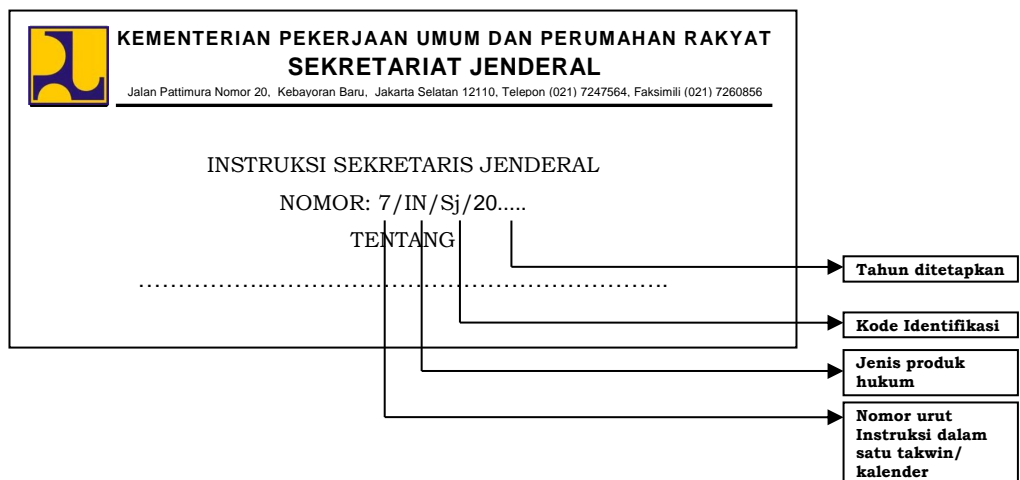 KEMENTERIAN PEKERJAAN UMUM DAN PERUMAHAN RAKYAT
SEKRETARIAT JENDERAL
Jalan Pattimura Nomor 20, Kebayoran Baru, Jakarta Selatan 12110, Telepon (021) 7247564, Faksimili (021) 7260856
INSTRUKSI SEKRETARIS JENDERAL
NOMOR: 7/IN/Sj/20.....
TENTANG
……………..………………………………………………….
Tahun ditetapkan
Kode Identifikasi
Jenis produk
hukum
Nomor urut
Instruksi dalam
satu takwin/
kalender